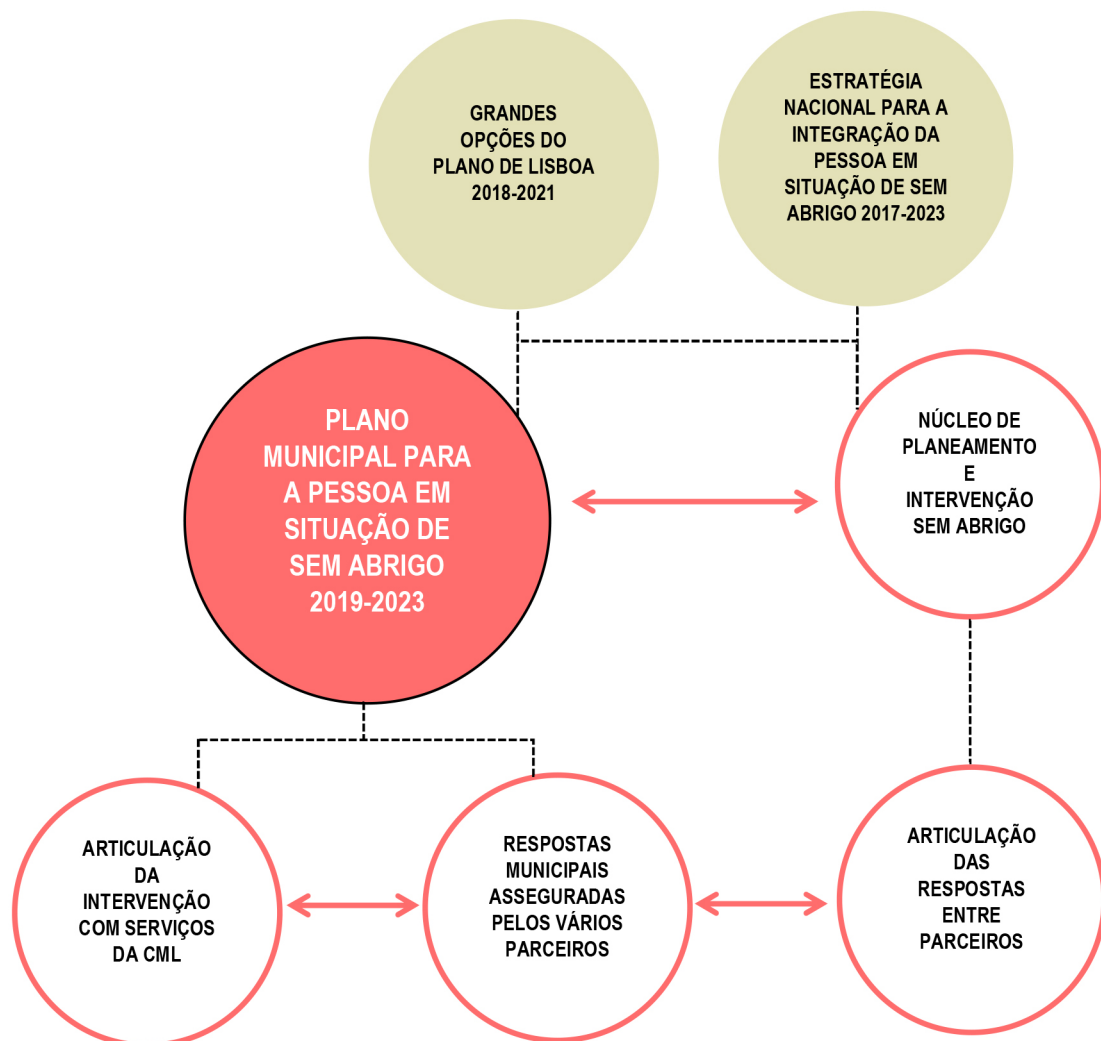 GRANDES
OPÇÕES DO
PLANO DE LISBOA
2018-2021
ESTRATÉGIA
NACIONAL PARA A
INTEGRAÇÃO DA
PESSOA EM
SITUAÇÃO DE SEM
ABRIGO 2017-2023
PLANO
MUNICIPAL PARA
A PESSOA EM
SITUAÇÃO DE
SEM ABRIGO
2019-2023
NÚCLEO DE
PLANEAMENTO
E
INTERVENÇÃO
SEM ABRIGO
ARTICULAÇÃO
DA
INTERVENÇÃO
COM SERVIÇOS
DA CML
RESPOSTAS
MUNICIPAIS
ASSEGURADAS
PELOS VÁRIOS
PARCEIROS
ARTICULAÇÃO
DAS
RESPOSTAS
ENTRE
PARCEIROS